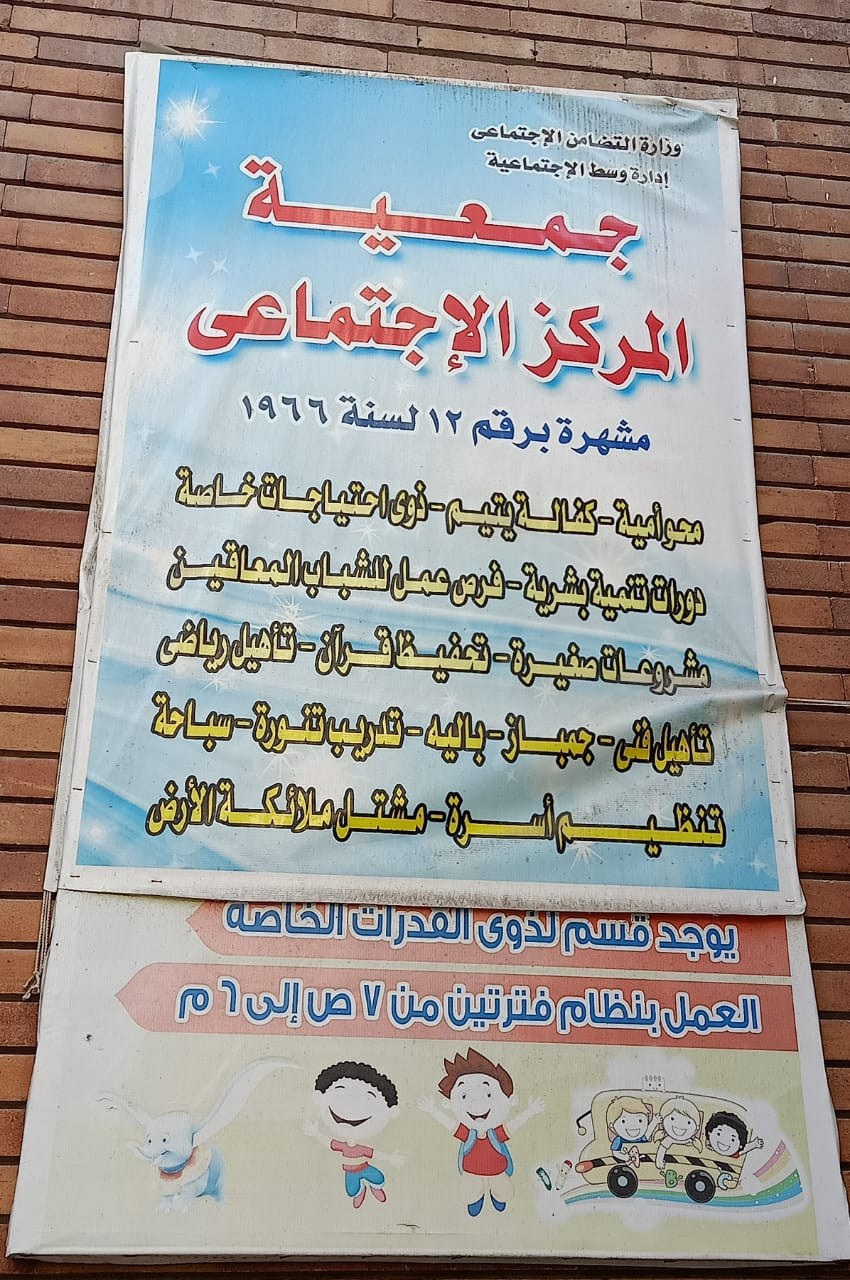 وزارة التضامن الإجتماعى
إدارة وسط الإجتماعية
جمعية
المركز الإجتماعى
مشهرة برقم ١٢ لسنة ١٩٦٦
محو أمية - كفالة يتيم - ذوى احتياجات خاصة
دورات تنمية بشرية - فرص عمل للشباب المعاقين
مشروعات صغيرة - تحفيظ قرآن - تأهيل رياضى
تأهيل فنى - جمباز - باليه - تدريب تنورة - سباحة
تنظيم أسرة - مشتل ملائكة الأرض
يوجد قسم لذوى القدرات الخاصة
العمل بنظام فترتين من ٧ ص إلى ٦ م